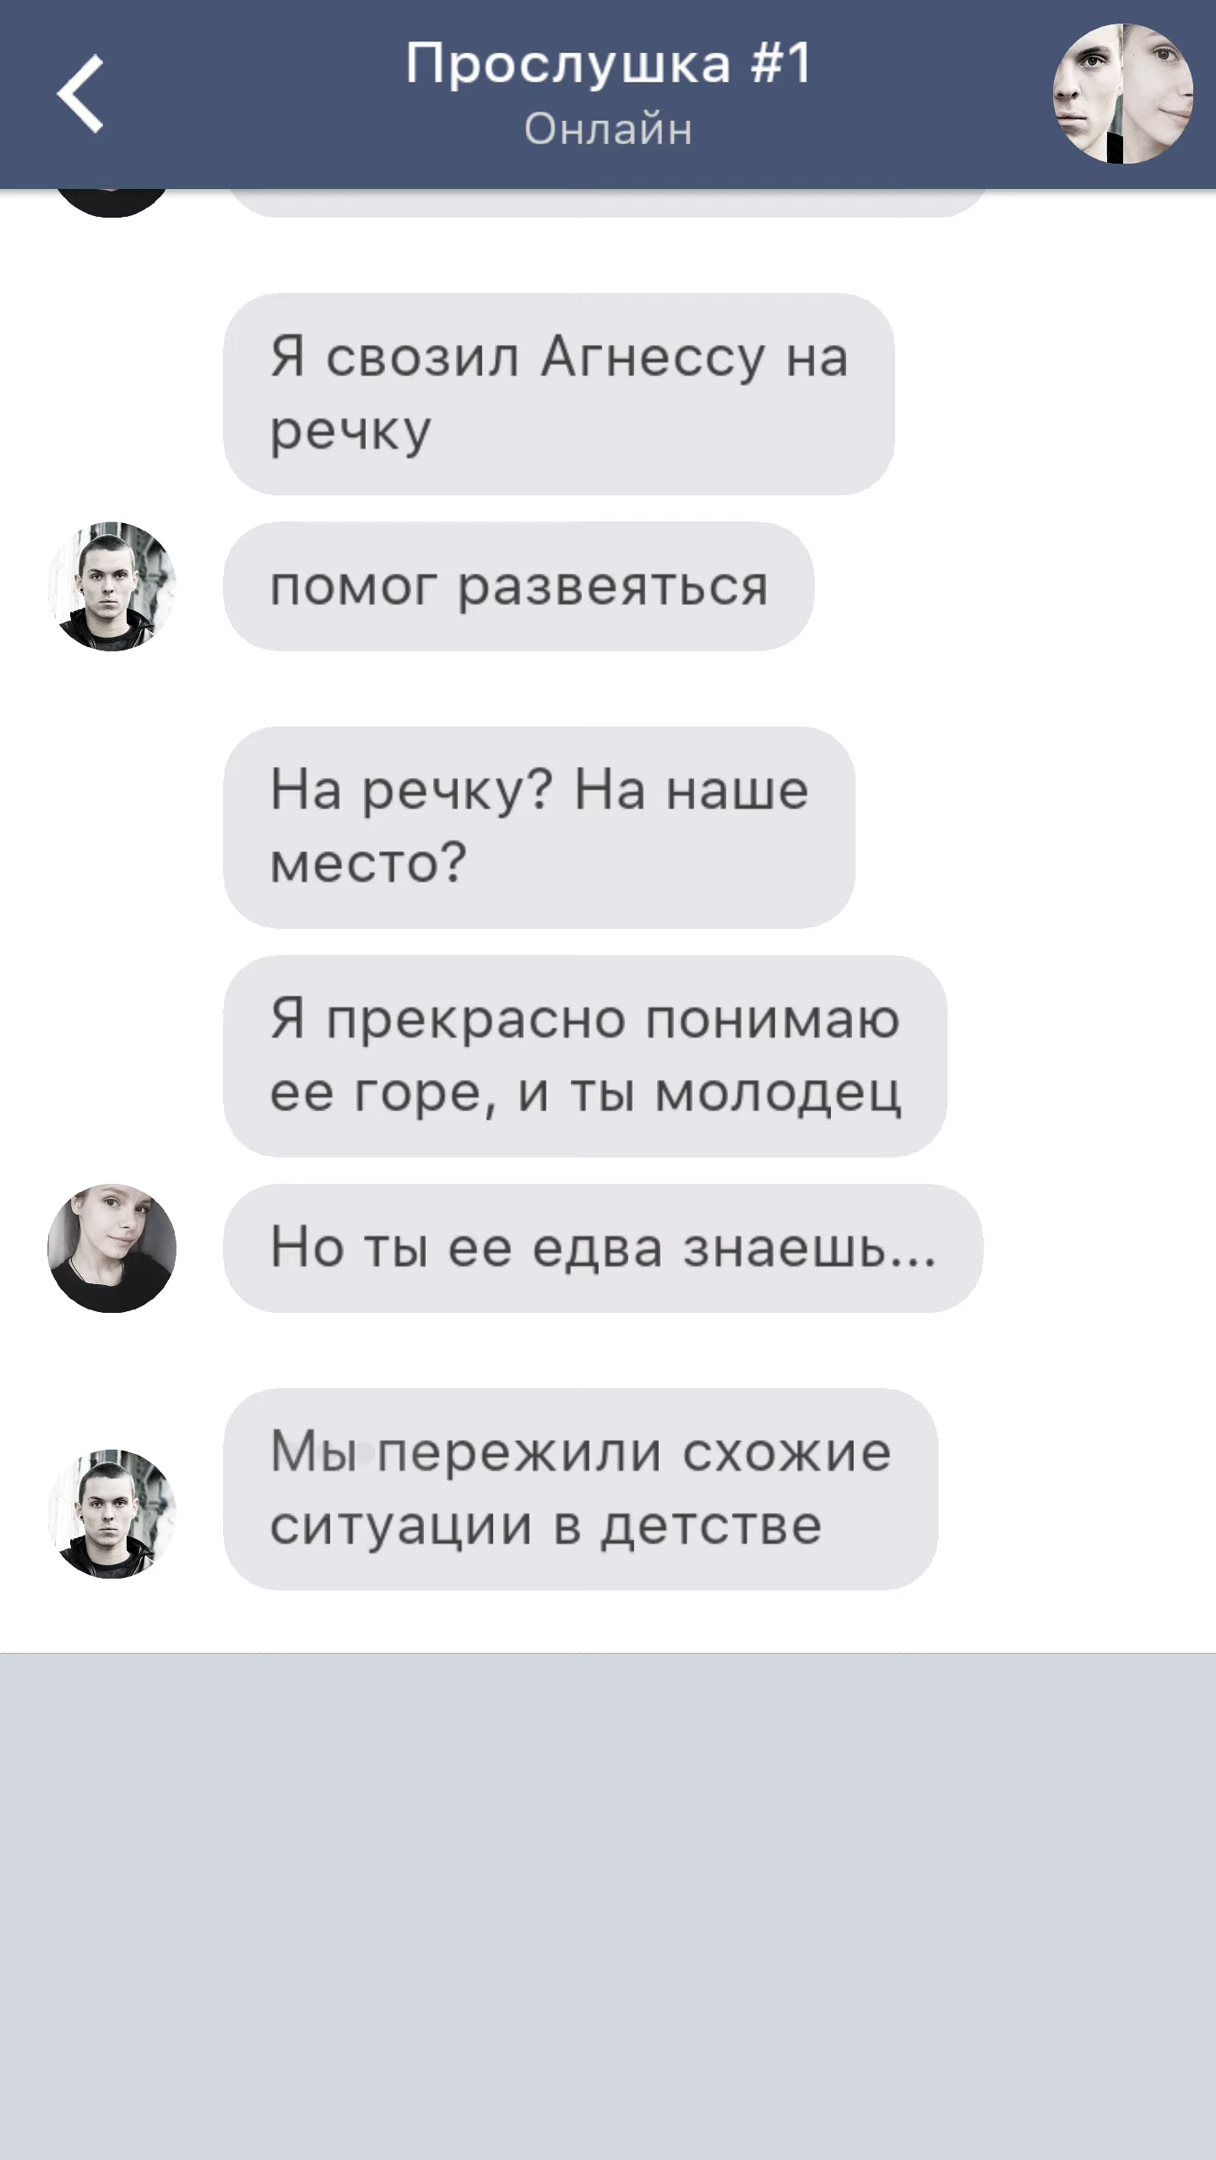 Прослушка #1
Онлайн
Я свозил Агнессу на
речку
помог развеяться
На речку? На наше
место?
Я прекрасно понимаю
ее горе, и ты молодец
Но ты ее едва знаешь...
Мы пережили схожие
ситуации в детстве